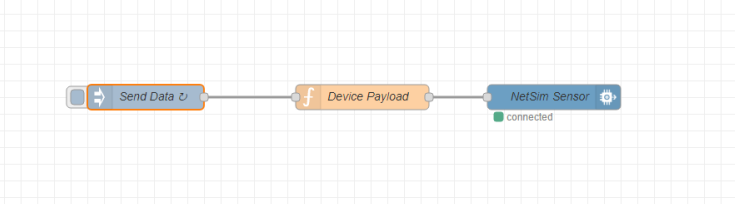 Send Data ↻
Device Payload
NetSim Sensor
connected